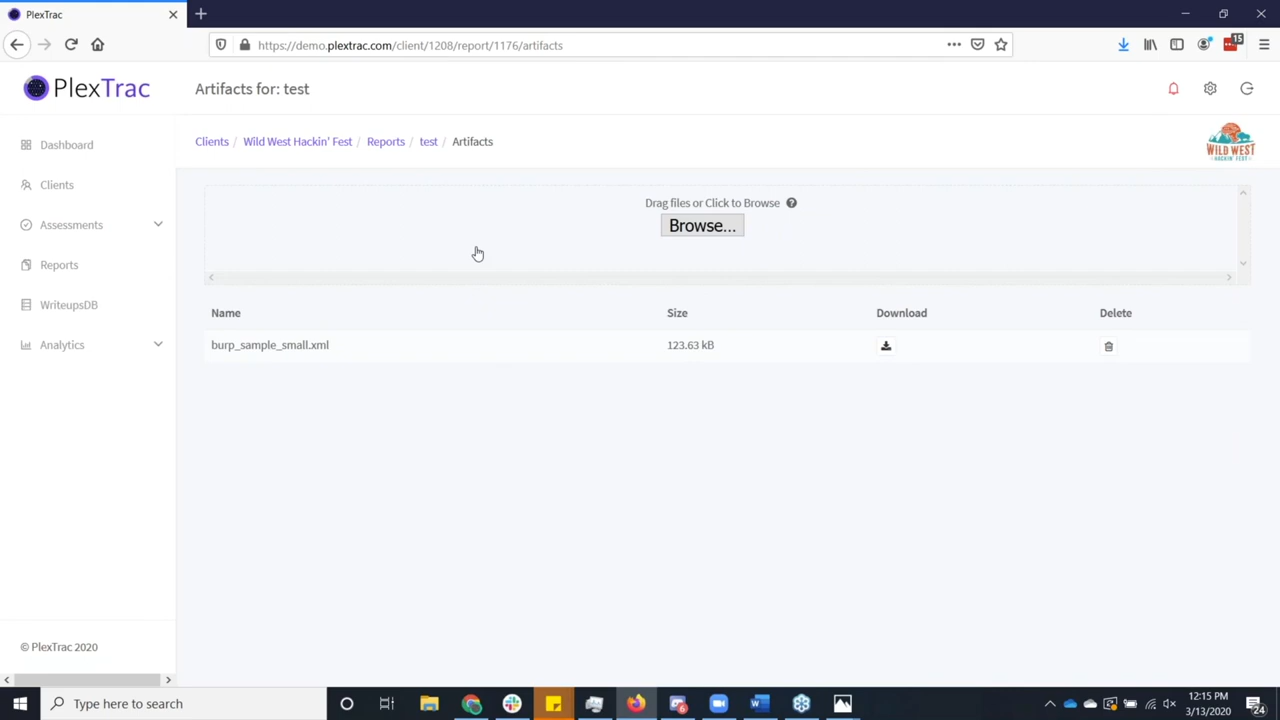 PlexTrac
https://demo.plextrac.com/client/1208/report/1176/artifacts
15
PlexTrac
Artifacts for: test
Clients / Wild West Hackin' Fest / Reports / test / Artifacts
WILD WEST
HACKIN' FEST
Dashboard
Clients
Assessments
Reports
WriteupsDB
Analytics
Drag files or Click to Browse
Browse...
Name Size Download Delete
burp_sample_small.xml 123.63 kB
© PlexTrac 2020
Type here to search
6
12:15 PM
3/13/2020
24